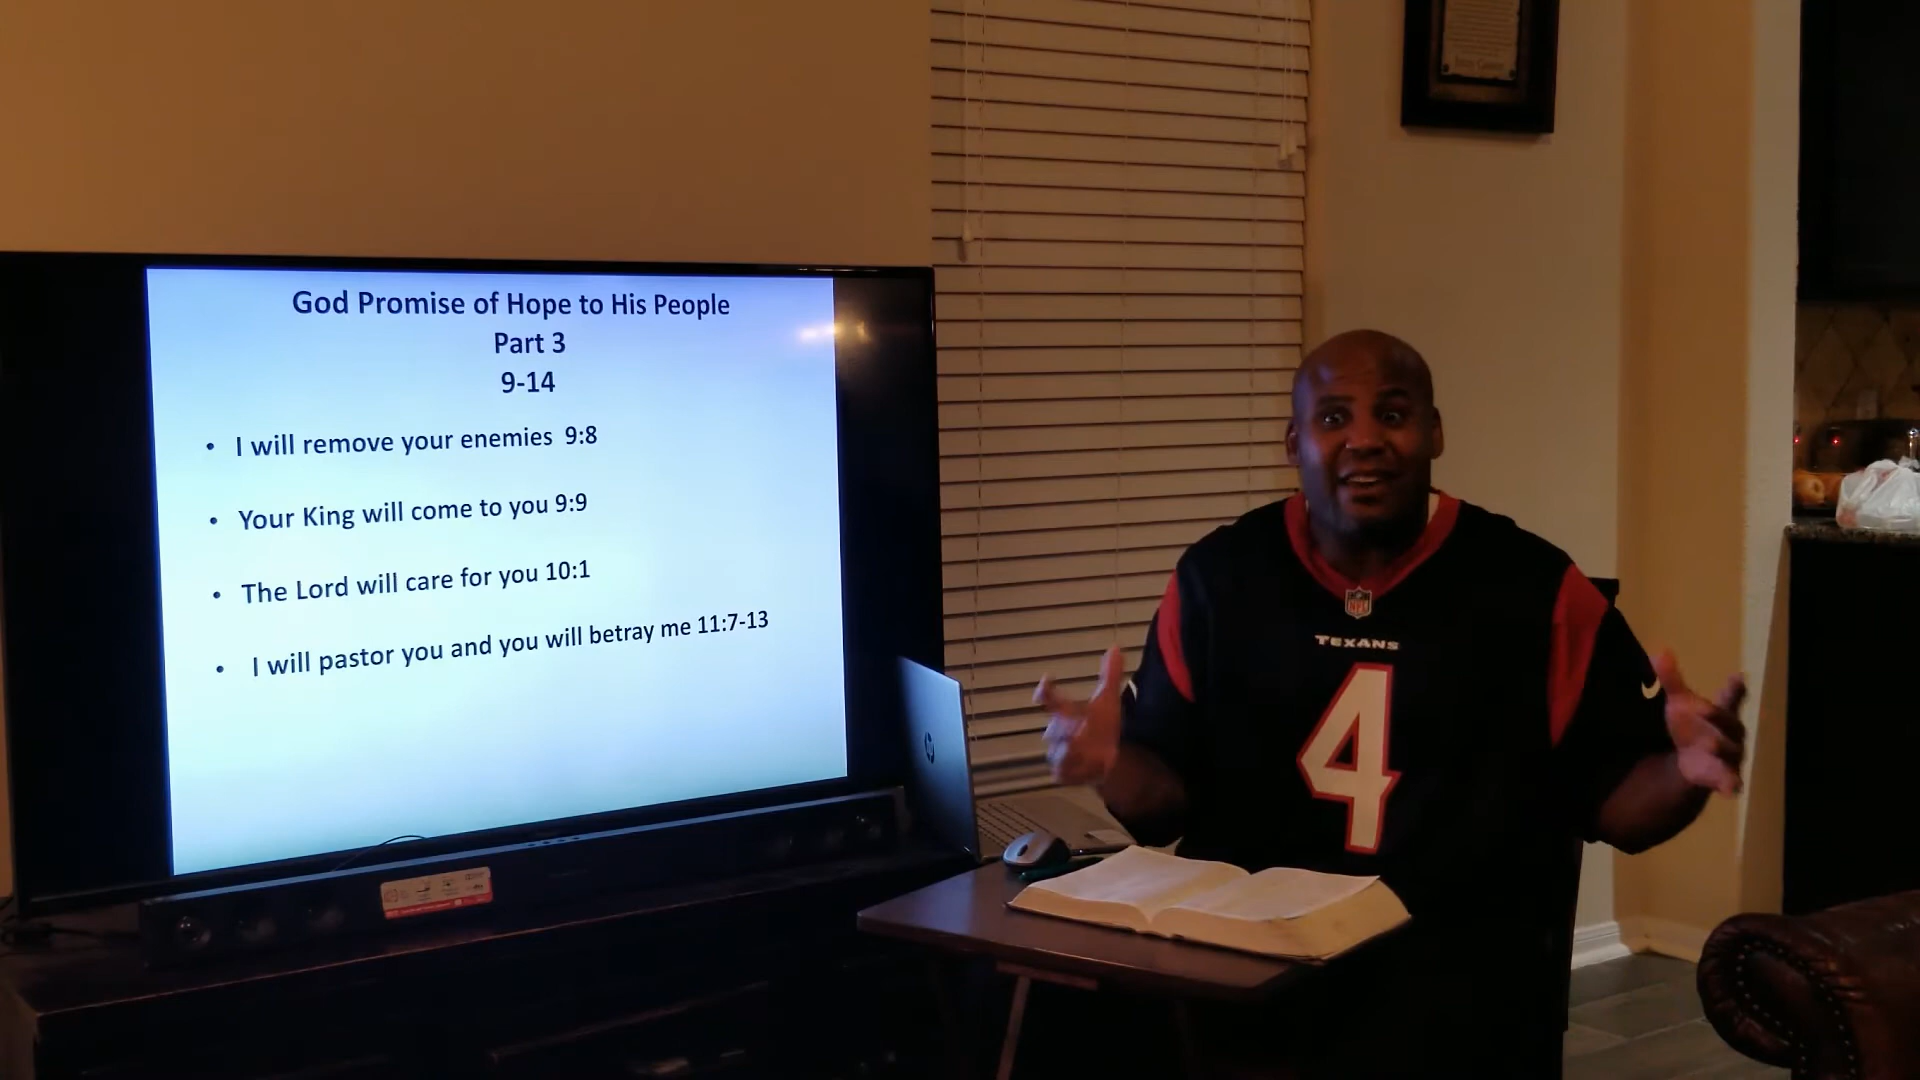 God Promise of Hope to His People
Part 3
9-14
• I will remove your enemies 9:8
• Your King will come to you 9:9
• The Lord will care for you 10:1
• I will pastor you and you will betray me 11:7-13
NFL
TEXANS
4
hp